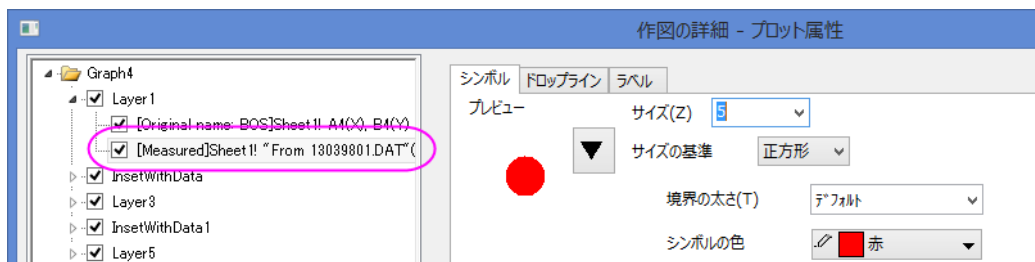 作図の詳細 - プロット属性
Graph4
Layer1
[Original name: BOS]Sheet1! A4(X), B4(Y)
[Measured]Sheet1! "From 13039801.DAT"(
InsetWithData
Layer3
InsetWithData1
Layer5
シンボル
ドロップライン
ラベル
プレビュー
サイズ(Z)
5
サイズの基準
正方形
境界の太さ(T)
デフォルト
シンボルの色
赤